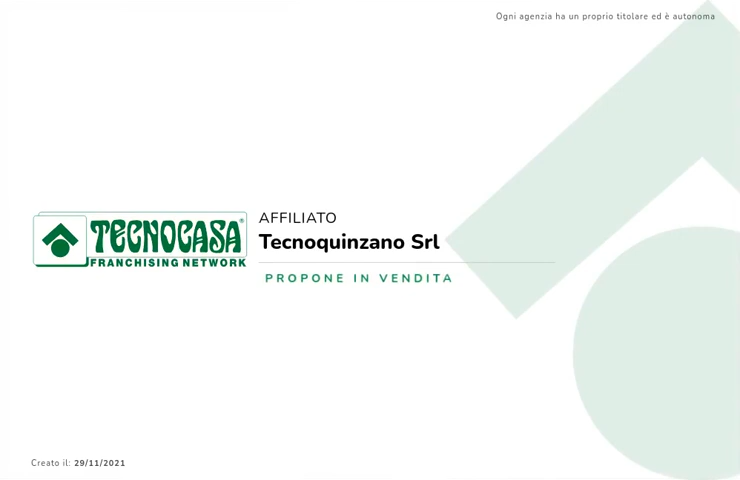 Ogni agenzia ha un proprio titolare ed è autonoma
TECNOCASA®
FRANCHISING NETWORK
AFFILIATO
Tecnoquinzano Srl
PROPONE IN VENDITA
Creato il: 29/11/2021